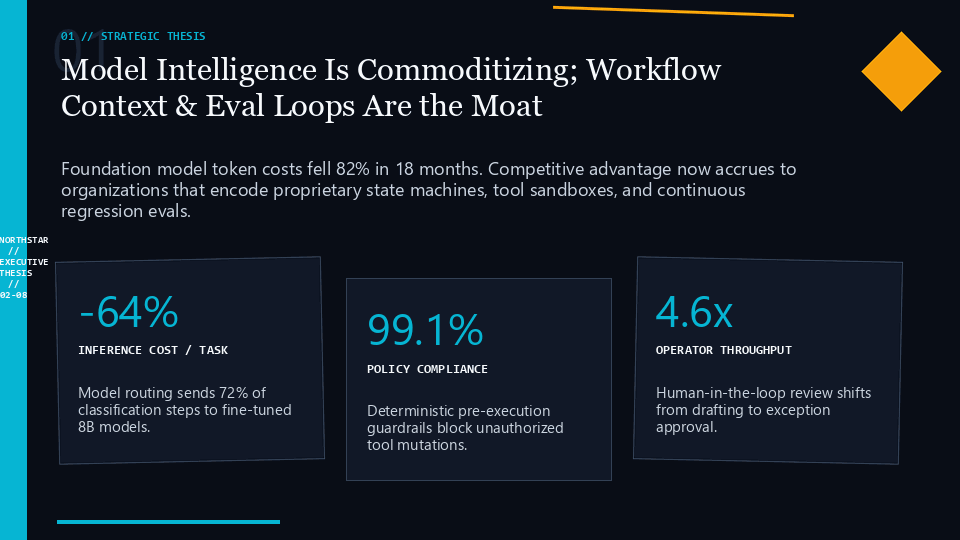 01
01 // STRATEGIC THESIS
Model Intelligence Is Commoditizing; Workflow
Context & Eval Loops Are the Moat
Foundation model token costs fell 82% in 18 months. Competitive advantage now accrues to
organizations that encode proprietary state machines, tool sandboxes, and continuous
regression evals.
NORTHSTAR
//
EXECUTIVE
THESIS
//
02-08
-64%
INFERENCE COST / TASK
Model routing sends 72% of
classification steps to fine-tuned
8B models.
99.1%
POLICY COMPLIANCE
Deterministic pre-execution
guardrails block unauthorized
tool mutations.
4.6x
OPERATOR THROUGHPUT
Human-in-the-loop review shifts
from drafting to exception
approval.